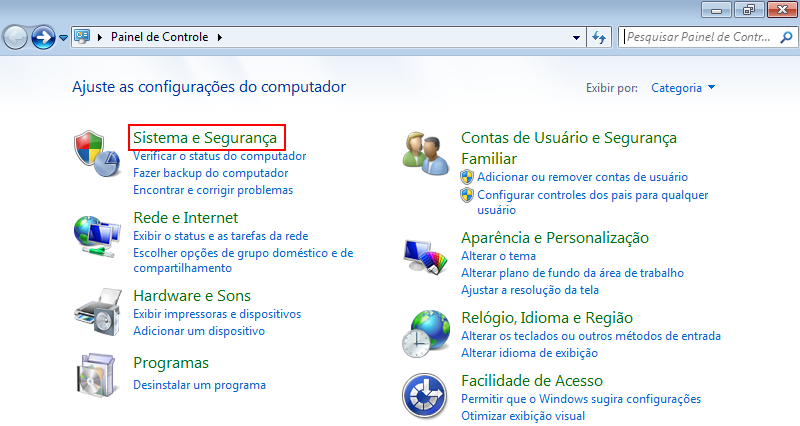 Painel de Controle
Pesquisar Painel de Contr...
Ajuste as configurações do computador
Exibir por: Categoria
Sistema e Segurança
Verificar o status do computador
Fazer backup do computador
Encontrar e corrigir problemas
Rede e Internet
Exibir o status e as tarefas da rede
Escolher opções de grupo doméstico e de
compartilhamento
Hardware e Sons
Exibir impressoras e dispositivos
Adicionar um dispositivo
Programas
Desinstalar um programa
Contas de Usuário e Segurança
Familiar
Adicionar ou remover contas de usuário
Configurar controles dos pais para qualquer
usuário
Aparência e Personalização
Alterar o tema
Alterar plano de fundo da área de trabalho
Ajustar a resolução da tela
Relógio, Idioma e Região
Alterar os teclados ou outros métodos de entrada
Alterar idioma de exibição
Facilidade de Acesso
Permitir que o Windows sugira configurações
Otimizar exibição visual